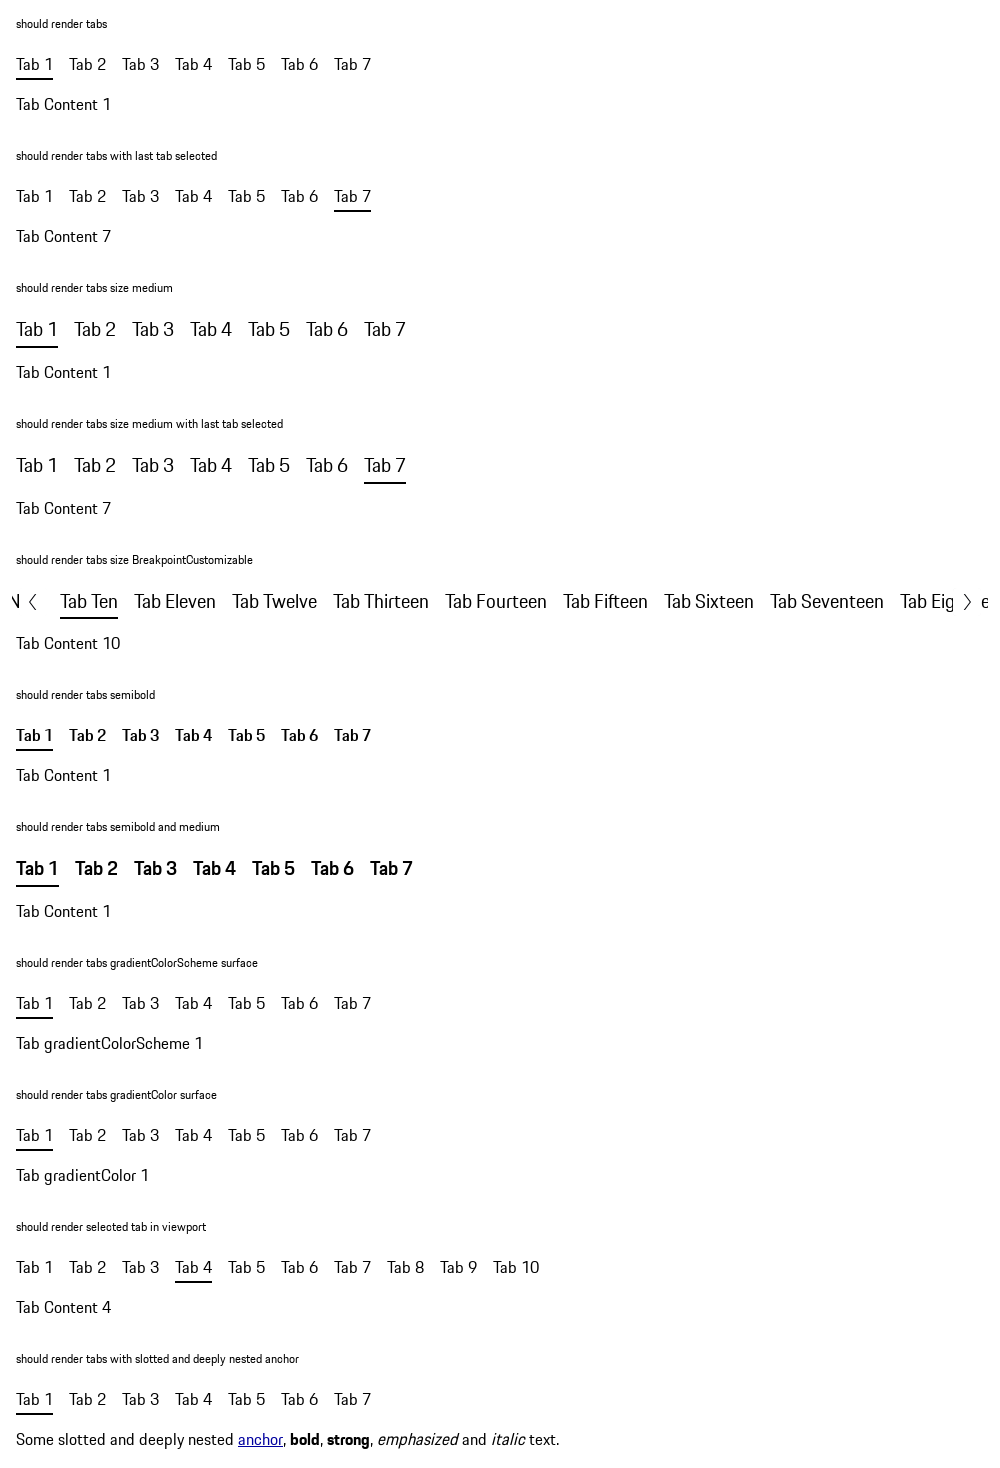 should render tabs
Tab 1 Tab 2 Tab 3 Tab 4 Tab 5 Tab 6 Tab 7
Tab Content 1
should render tabs with last tab selected
Tab 1 Tab 2 Tab 3 Tab 4 Tab 5 Tab 6 Tab 7
Tab Content 7
should render tabs size medium
Tab 1 Tab 2 Tab 3 Tab 4 Tab 5 Tab 6 Tab 7
Tab Content 1
should render tabs size medium with last tab selected
Tab 1 Tab 2 Tab 3 Tab 4 Tab 5 Tab 6 Tab 7
Tab Content 7
should render tabs size BreakpointCustomizable
Tab Ten Tab Eleven Tab Twelve Tab Thirteen Tab Fourteen Tab Fifteen Tab Sixteen Tab Seventeen Tab Eig e
Tab Content 10
should render tabs semibold
Tab 1 Tab 2 Tab 3 Tab 4 Tab 5 Tab 6 Tab 7
Tab Content 1
should render tabs semibold and medium
Tab 1 Tab 2 Tab 3 Tab 4 Tab 5 Tab 6 Tab 7
Tab Content 1
should render tabs gradientColorScheme surface
Tab 1 Tab 2 Tab 3 Tab 4 Tab 5 Tab 6 Tab 7
Tab gradientColorScheme 1
should render tabs gradientColor surface
Tab 1 Tab 2 Tab 3 Tab 4 Tab 5 Tab 6 Tab 7
Tab gradientColor 1
should render selected tab in viewport
Tab 1 Tab 2 Tab 3 Tab 4 Tab 5 Tab 6 Tab 7 Tab 8 Tab 9 Tab 10
Tab Content 4
should render tabs with slotted and deeply nested anchor
Tab 1 Tab 2 Tab 3 Tab 4 Tab 5 Tab 6 Tab 7
Some slotted and deeply nested anchor, bold, strong, emphasized and italic text.